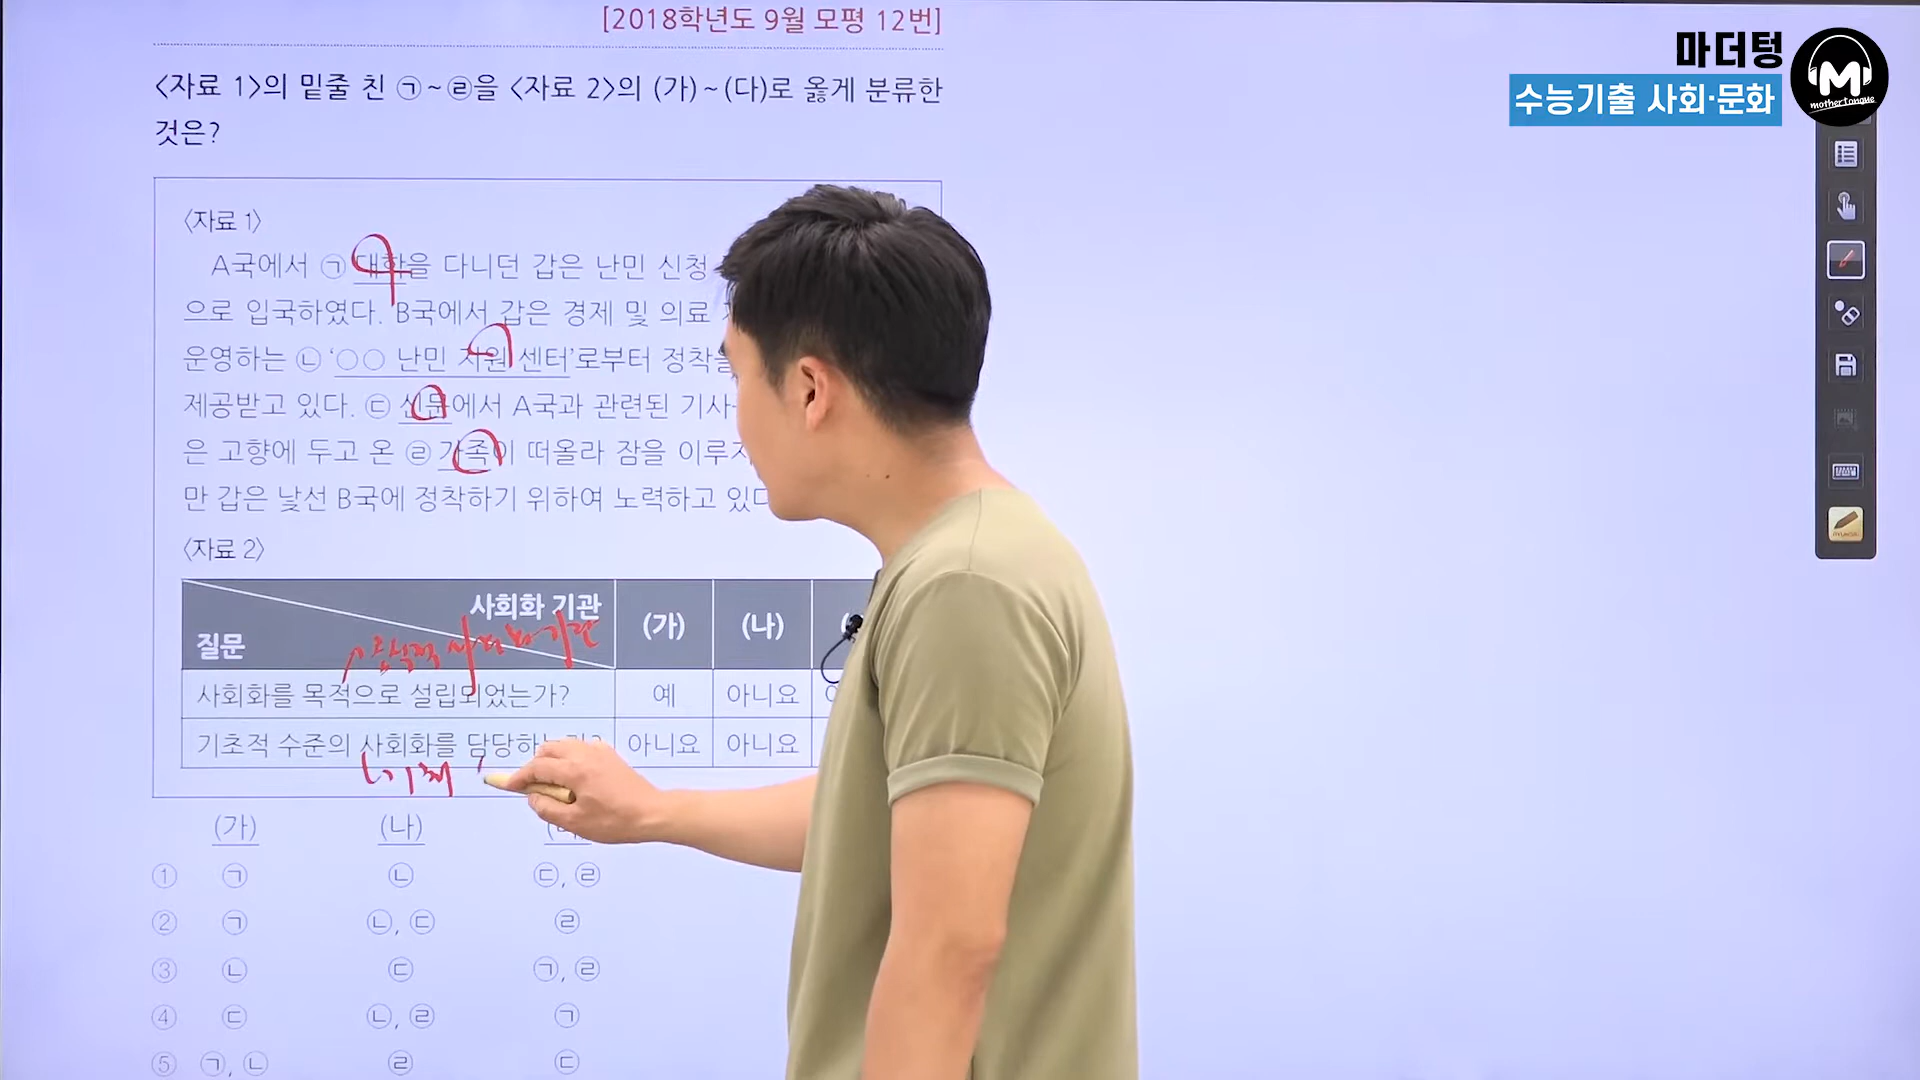 [2018학년도 9월 모평 12번]
마더텅
수능기출 사회·문화
mothertongue
〈자료 1〉의 밑줄 친 ㉠~㉣을 〈자료 2〉의 (가)~(다)로 옳게 분류한
것은?
〈자료 1〉
A국에서 ㉠ 대학을 다니던 갑은 난민 신청
으로 입국하였다. B국에서 갑은 경제 및 의료
운영하는 ㉡ '○○ 난민 지원 센터'로부터 정착을
제공받고 있다. ㉢ 신문에서 A국과 관련된 기사
은 고향에 두고 온 ㉣ 가족이 떠올라 잠을 이루지
만 갑은 낯선 B국에 정착하기 위하여 노력하고 있다
〈자료 2〉
사회화 기관
질문 (가) (나)
사회화를 목적으로 설립되었는가? 예 아니요
기초적 수준의 사회화를 담당하는가? 아니요 아니요
(가) (나) (다)
① ㉠ ㉡ ㉢, ㉣
② ㉠ ㉡, ㉢ ㉣
③ ㉡ ㉢ ㉠, ㉣
④ ㉢ ㉡, ㉣ ㉠
⑤ ㉠, ㉡ ㉣ ㉢